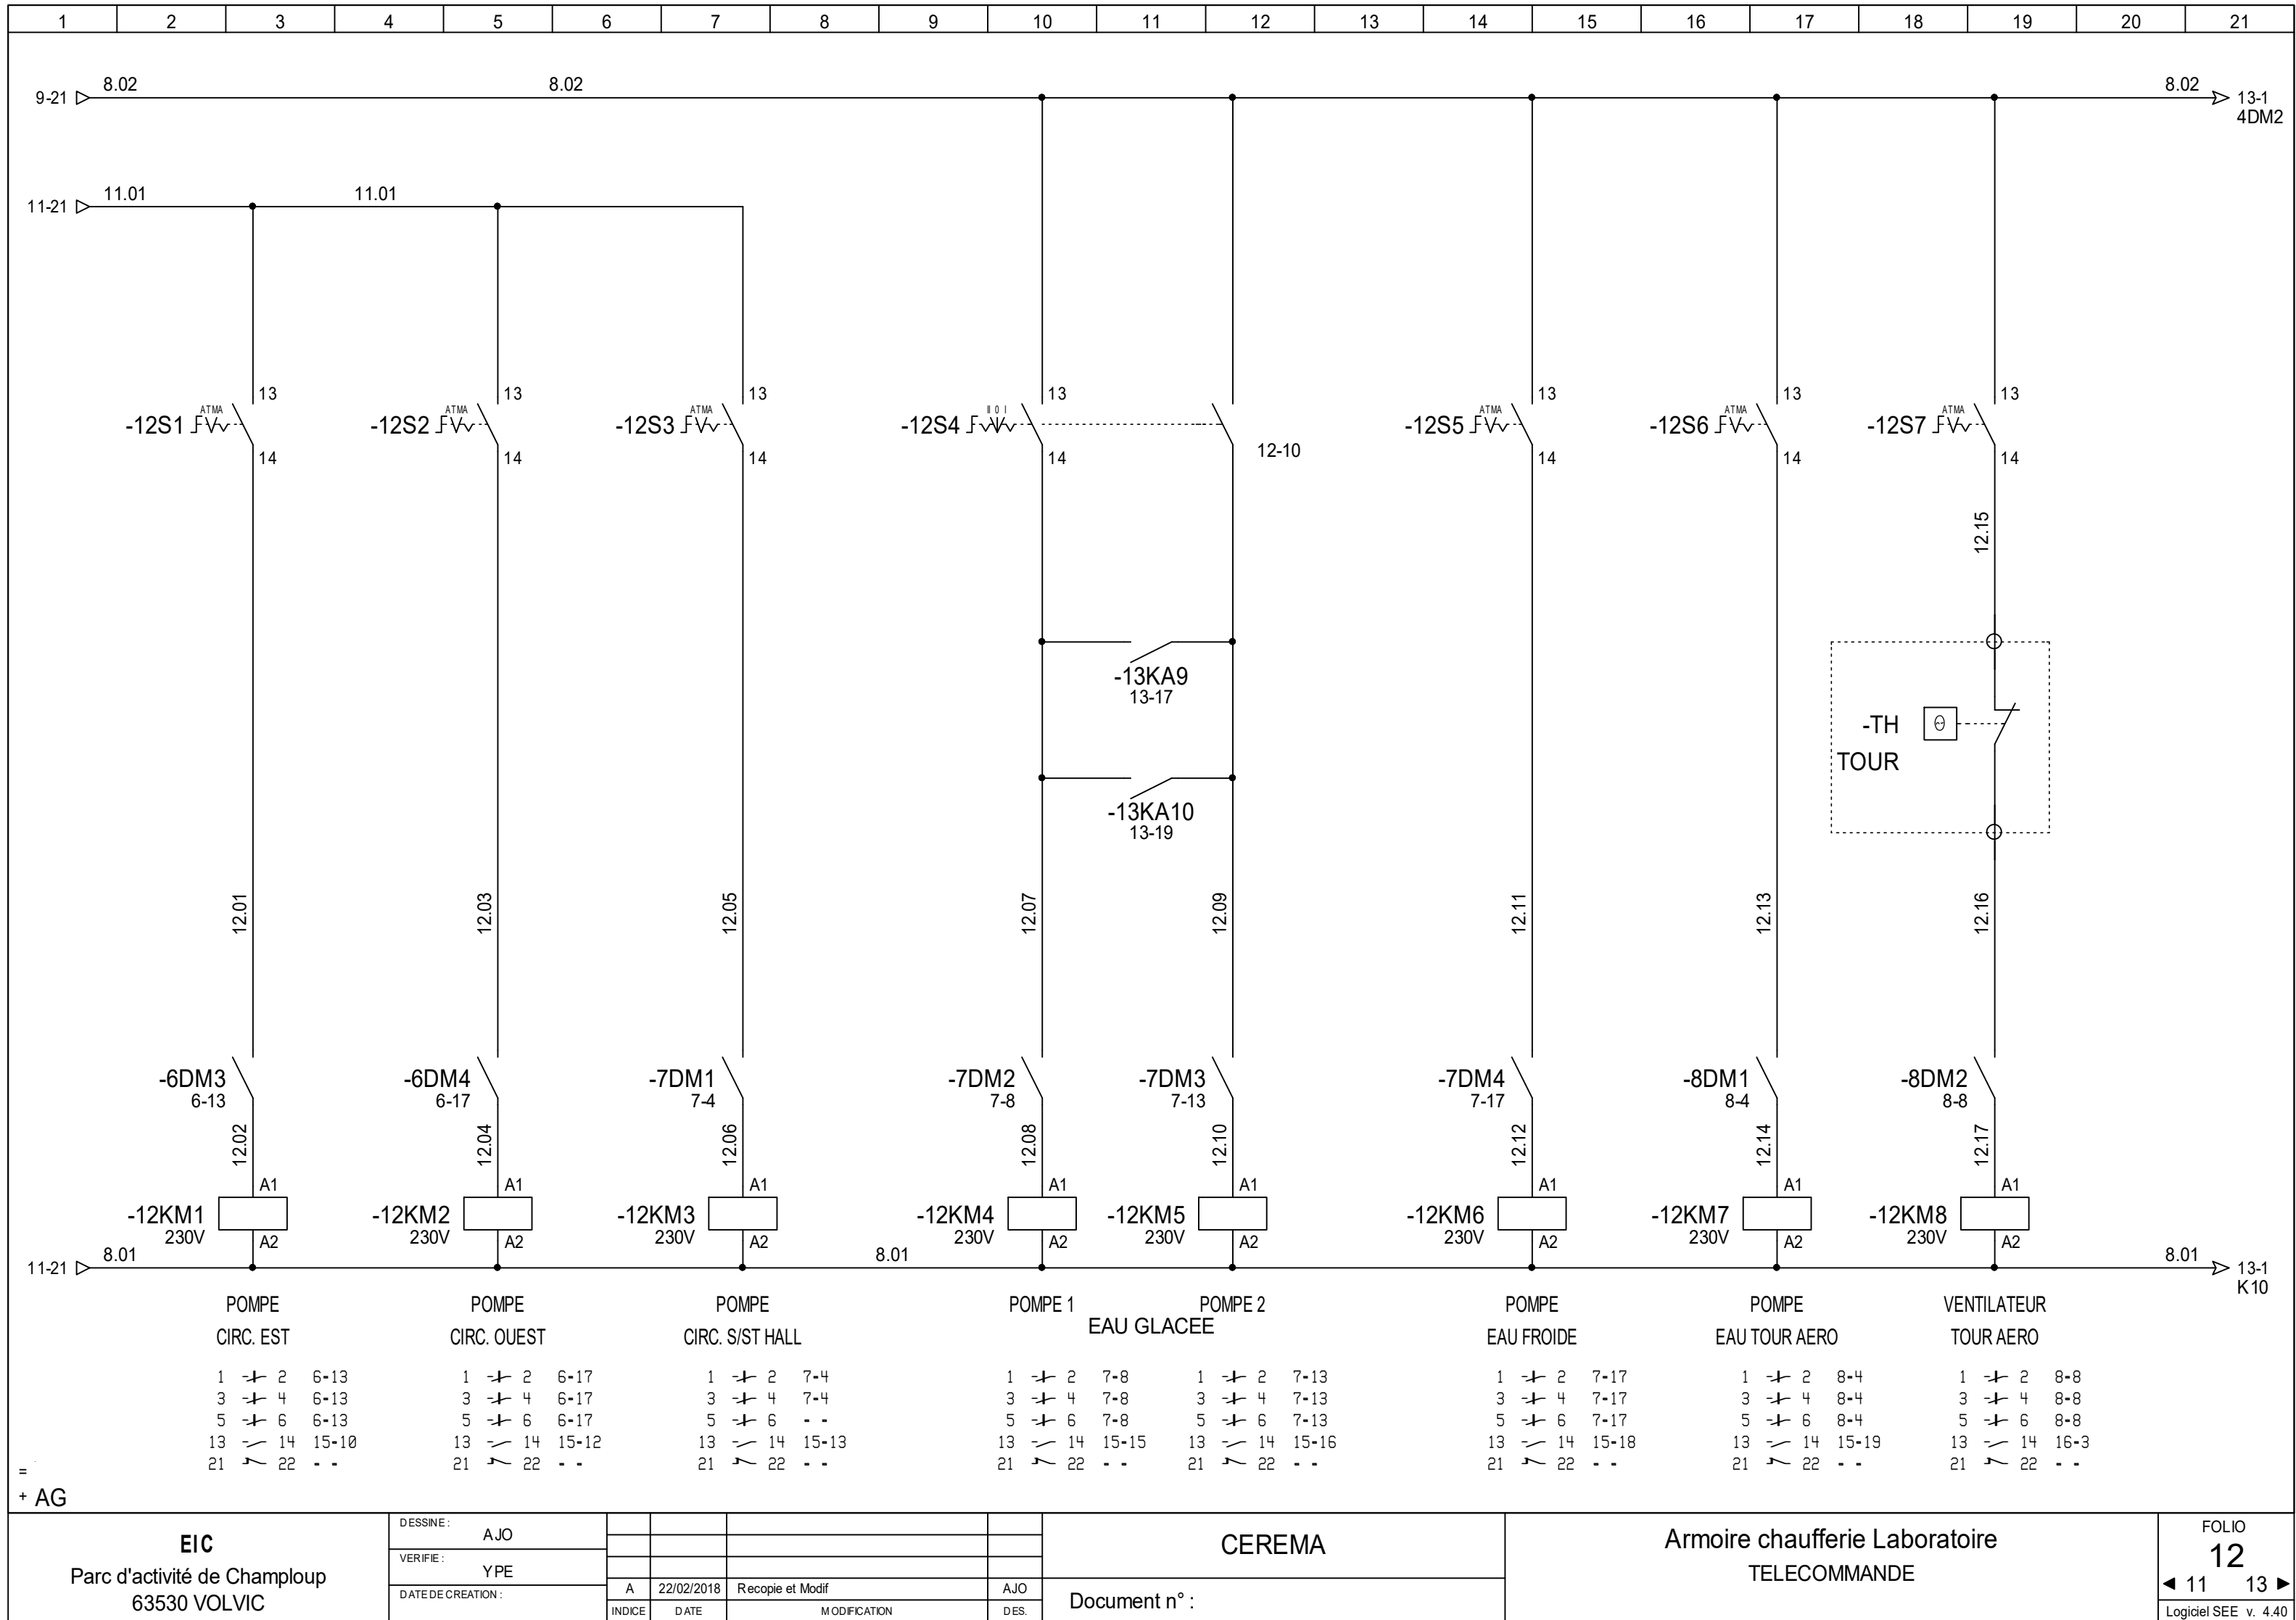 1 2 3 4 5 6 7 8 9 10 11 12 13 14 15 16 17 18 19 20 21
9-21 8.02 8.02 8.02 13-1
4DM2
11-21 11.01 11.01
13 13 13 13 13 13 13
ATMA ATMA ATMA II 0 I ATMA ATMA ATMA
-12S1 -12S2 -12S3 -12S4 -12S5 -12S6 -12S7
12-10
14 14 14 14 14 14 14
12.15
-13KA9
13-17
-TH θ
TOUR
-13KA10
13-19
12.01 12.03 12.05 12.07 12.09 12.11 12.13 12.16
-6DM3 -6DM4 -7DM1 -7DM2 -7DM3 -7DM4 -8DM1 -8DM2
6-13 6-17 7-4 7-8 7-13 7-17 8-4 8-8
12.02 12.04 12.06 12.08 12.10 12.12 12.14 12.17
A1 A1 A1 A1 A1 A1 A1 A1
-12KM1 -12KM2 -12KM3 -12KM4 -12KM5 -12KM6 -12KM7 -12KM8
230V 230V 230V 230V 230V 230V 230V 230V
A2 A2 A2 A2 A2 A2 A2 A2
11-21 8.01 8.01 8.01 13-1
K10
POMPE POMPE POMPE POMPE 1 POMPE 2 POMPE POMPE VENTILATEUR
EAU GLACEE
CIRC. EST CIRC. OUEST CIRC. S/ST HALL EAU FROIDE EAU TOUR AERO TOUR AERO
1 2 6-13 1 2 6-17 1 2 7-4 1 2 7-8 1 2 7-13 1 2 7-17 1 2 8-4 1 2 8-8
3 4 6-13 3 4 6-17 3 4 7-4 3 4 7-8 3 4 7-13 3 4 7-17 3 4 8-4 3 4 8-8
5 6 6-13 5 6 6-17 5 6 - - 5 6 7-8 5 6 7-13 5 6 7-17 5 6 8-4 5 6 8-8
13 14 15-10 13 14 15-12 13 14 15-13 13 14 15-15 13 14 15-16 13 14 15-18 13 14 15-19 13 14 16-3
21 22 - - 21 22 - - 21 22 - - 21 22 - - 21 22 - - 21 22 - - 21 22 - - 21 22 - -
=
+ AG
EIC
Parc d'activité de Champloup
63530 VOLVIC
DESSINE :
AJO
VERIFIE :
YPE
DATE DE CREATION :
A 22/02/2018 Recopie et Modif AJO
INDICE DATE MODIFICATION DES.
CEREMA
Document n° :
Armoire chaufferie Laboratoire
TELECOMMANDE
FOLIO
12
◄ 11 13 ►
Logiciel SEE v. 4.40